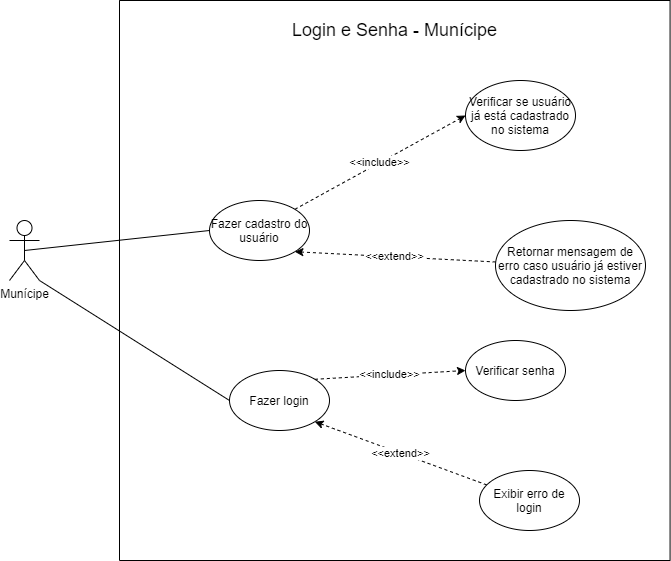 Login e Senha - Munícipe
Verificar se usuário
já está cadastrado
no sistema
<<include>>
Fazer cadastro do
usuário
<<extend>>
Retornar mensagem de
erro caso usuário já estiver
cadastrado no sistema
Munícipe
Fazer login
<<include>>
Verificar senha
<<extend>>
Exibir erro de
login